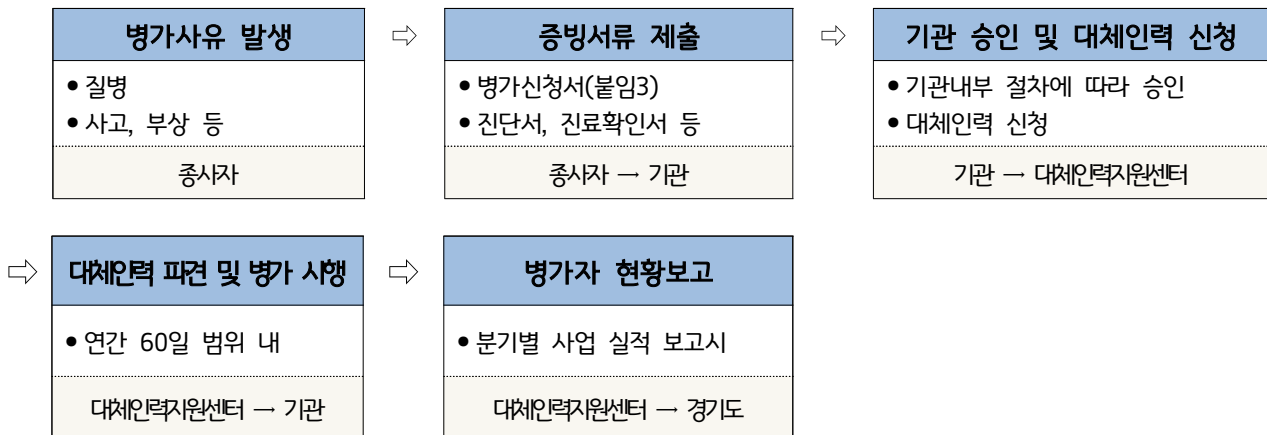 병가사유 발생
⇨
증빙서류 제출
⇨
기관 승인 및 대체인력 신청
• 질병
• 사고, 부상 등
• 병가신청서(붙임3)
• 진단서, 진료확인서 등
• 기관내부 절차에 따라 승인
• 대체인력 신청
종사자
종사자 → 기관
기관 → 대체인력지원센터
⇨
대체인력 파견 및 병가 시행
⇨
병가자 현황보고
• 연간 60일 범위 내
• 분기별 사업 실적 보고시
대체인력지원센터 → 기관
대체인력지원센터 → 경기도